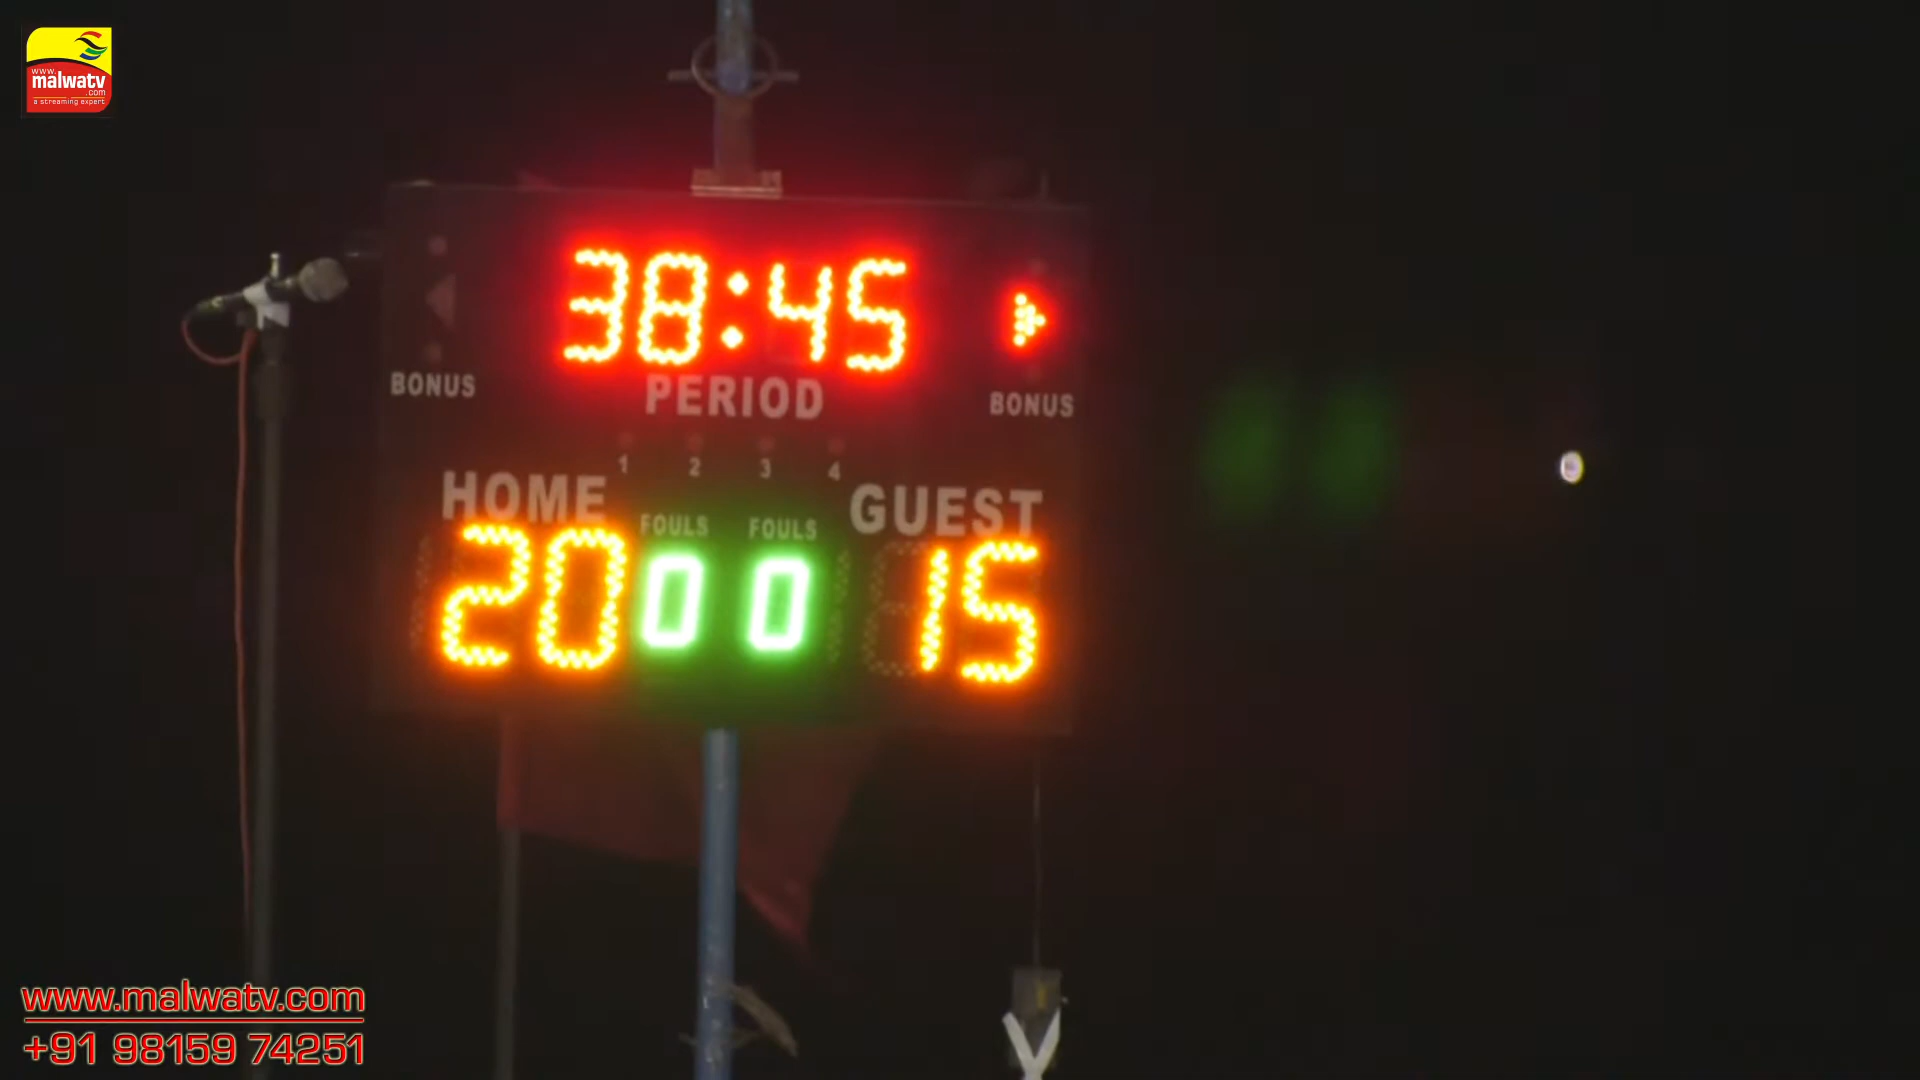 www.
malwatv
.com
a streaming expert
38:45
BONUS
PERIOD
BONUS
1 2 3 4
HOME
FOULS FOULS
GUEST
20 0 0 15
www.malwatv.com
+91 98159 74251